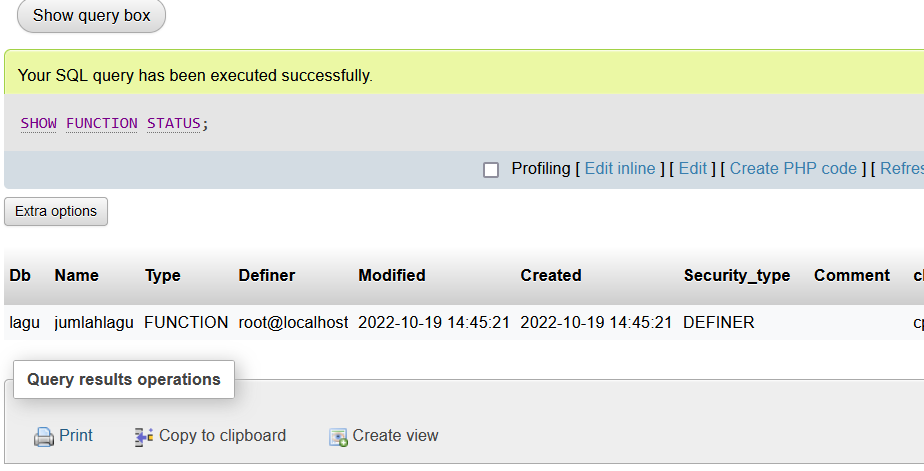 Show query box
Your SQL query has been executed successfully.
SHOW FUNCTION STATUS;
Profiling [ Edit inline ] [ Edit ] [ Create PHP code ] [ Refres
Extra options
Db Name Type Definer Modified Created Security_type Comment
lagu jumlahlagu FUNCTION root@localhost 2022-10-19 14:45:21 2022-10-19 14:45:21 DEFINER
Query results operations
Print Copy to clipboard Create view